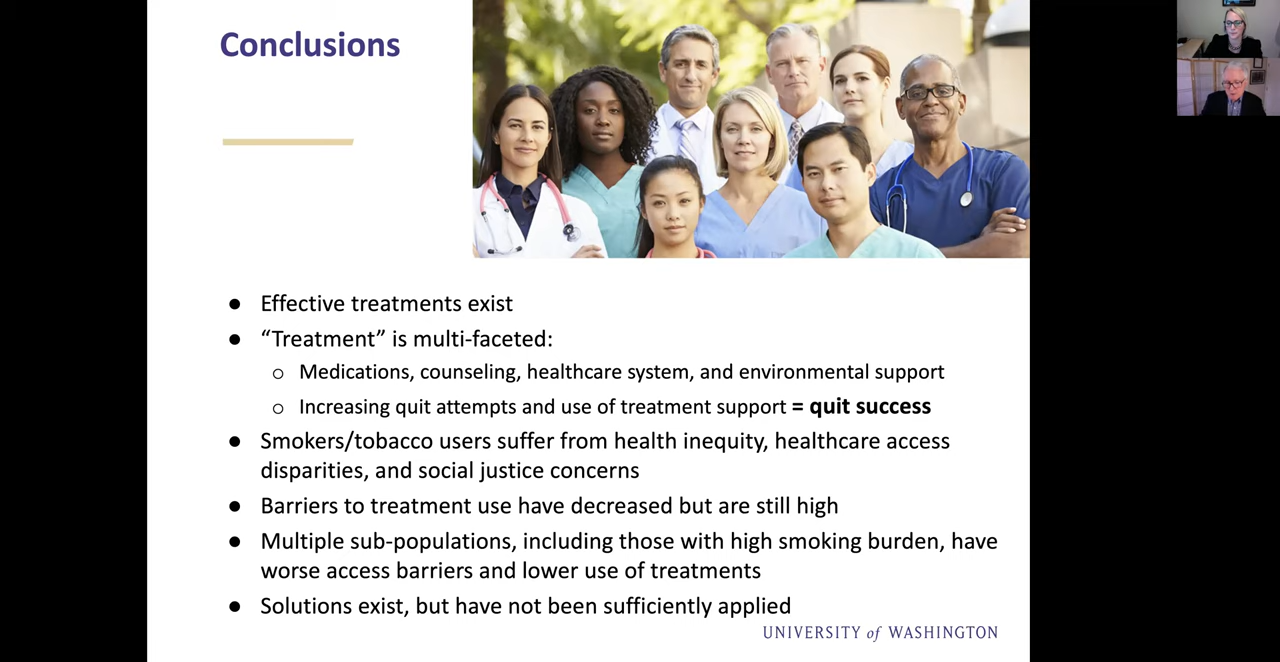 Conclusions
● Effective treatments exist
● “Treatment” is multi-faceted:
o Medications, counseling, healthcare system, and environmental support
o Increasing quit attempts and use of treatment support = quit success
● Smokers/tobacco users suffer from health inequity, healthcare access
disparities, and social justice concerns
● Barriers to treatment use have decreased but are still high
● Multiple sub-populations, including those with high smoking burden, have
worse access barriers and lower use of treatments
● Solutions exist, but have not been sufficiently applied
UNIVERSITY of WASHINGTON